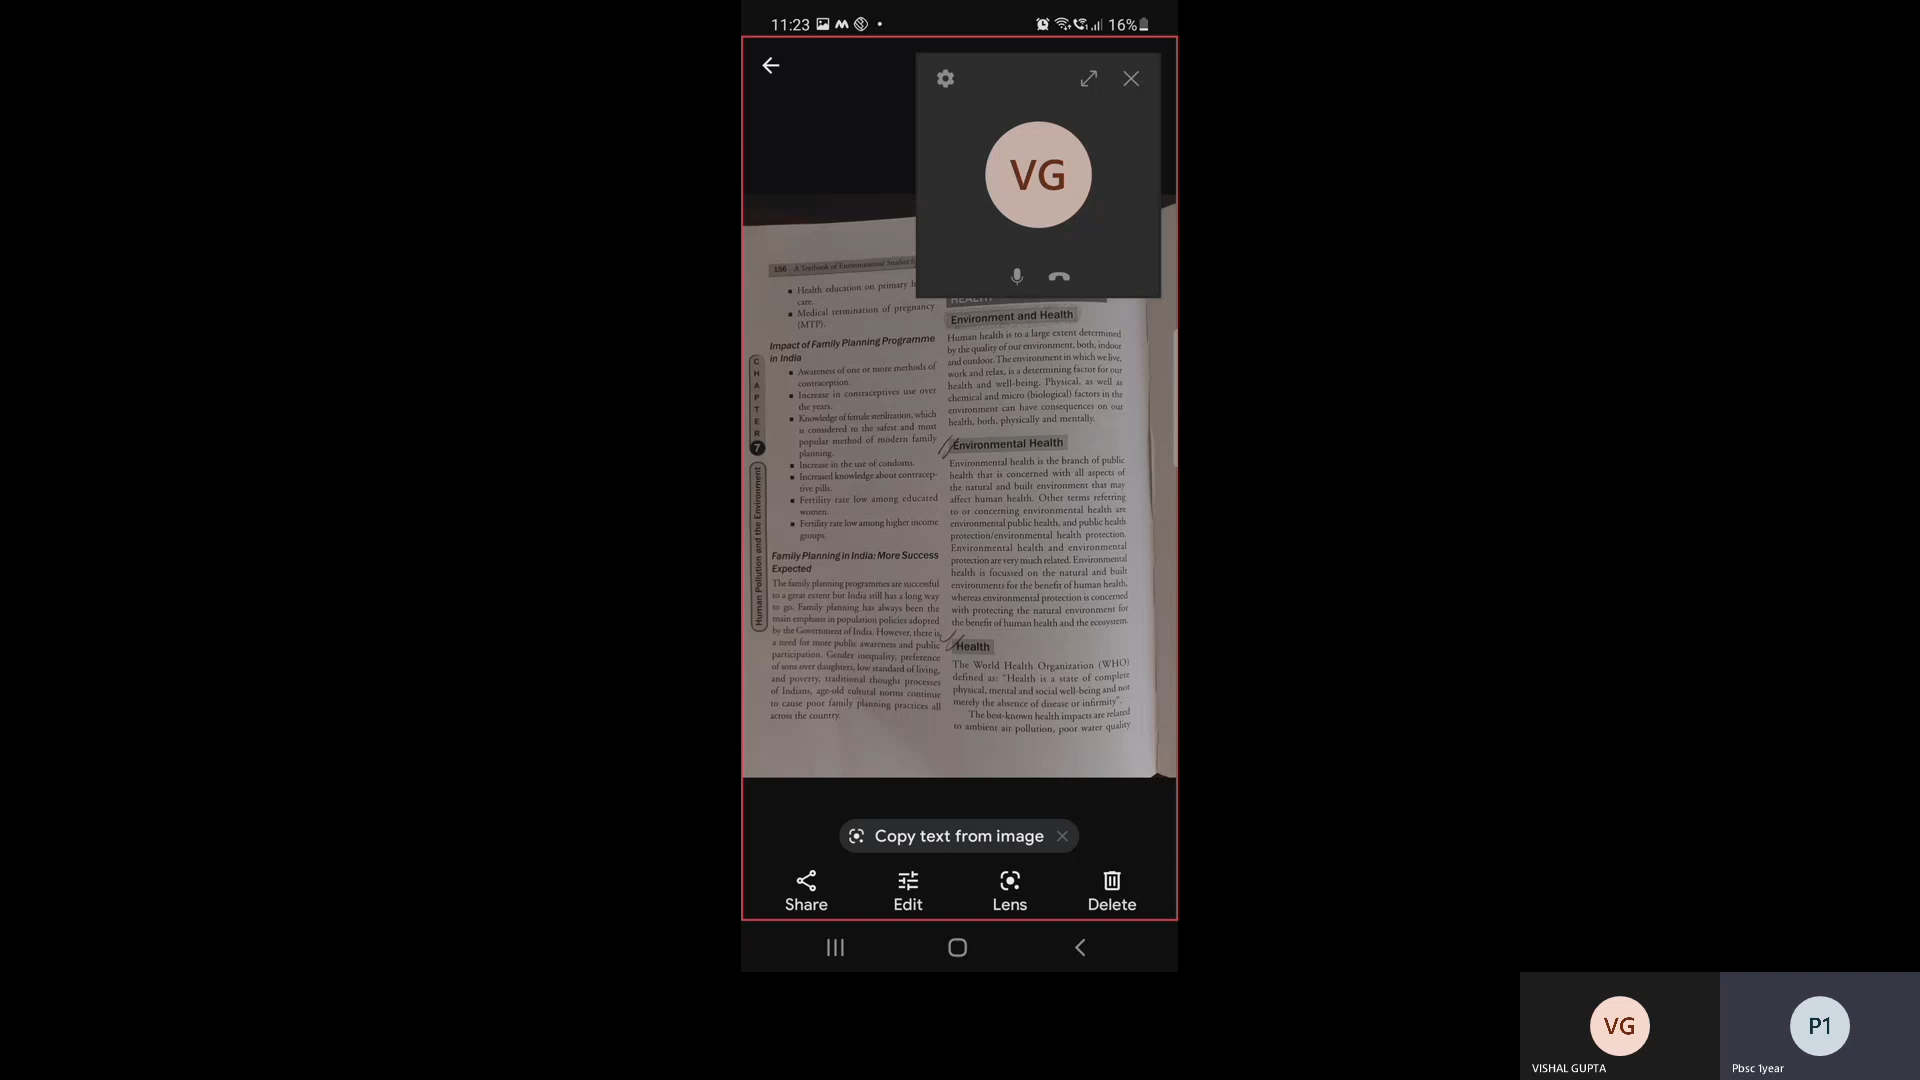 11:23
16%
VG
156 A Textbook of Environmental Studies
Health education on primary
care.
Medical termination of pregnancy
(MTP).
Impact of Family Planning Programme
in India
Awareness of one or more methods of
contraception.
Increase in contraceptives use over
the years.
Knowledge of female sterilization, which
is considered to the safest and most
popular method of modern family
planning.
Increase in the use of condoms.
Increased knowledge about contracep-
tive pills.
Fertility rate low among educated
women.
Fertility rate low among higher income
groups.
Family Planning in India: More Success
Expected
The family planning programmes are successful
to a great extent but India still has a long way
to go. Family planning has always been the
main emphasis in population policies adopted
by the Government of India. However, there is
a need for more public awareness and public
participation. Gender inequality, preference
of sons over daughters, low standard of living,
and poverty, traditional thought processes
of Indians, age-old cultural norms continue
to cause poor family planning practices all
across the country.
CHAPTER
7
Human Pollution and the Environment
HEALTH
Environment and Health
Human health is to a large extent determined
by the quality of our environment, both, indoor
and outdoor. The environment in which we live,
work and relax, is a determining factor for our
health and well-being. Physical, as well as
chemical and micro (biological) factors in the
environment can have consequences on our
health, both, physically and mentally.
Environmental Health
Environmental health is the branch of public
health that is concerned with all aspects of
the natural and built environment that may
affect human health. Other terms referring
to or concerning environmental health are
environmental public health, and public health
protection/environmental health protection.
Environmental health and environmental
protection are very much related. Environmental
health is focussed on the natural and built
environments for the benefit of human health,
whereas environmental protection is concerned
with protecting the natural environment for
the benefit of human health and the ecosystem.
Health
The World Health Organization (WHO)
defined as: "Health is a state of complete
physical, mental and social well-being and not
merely the absence of disease or infirmity".
The best-known health impacts are related
to ambient air pollution, poor water quality
Copy text from image
Share
Edit
Lens
Delete
VG
VISHAL GUPTA
P1
Pbsc 1year